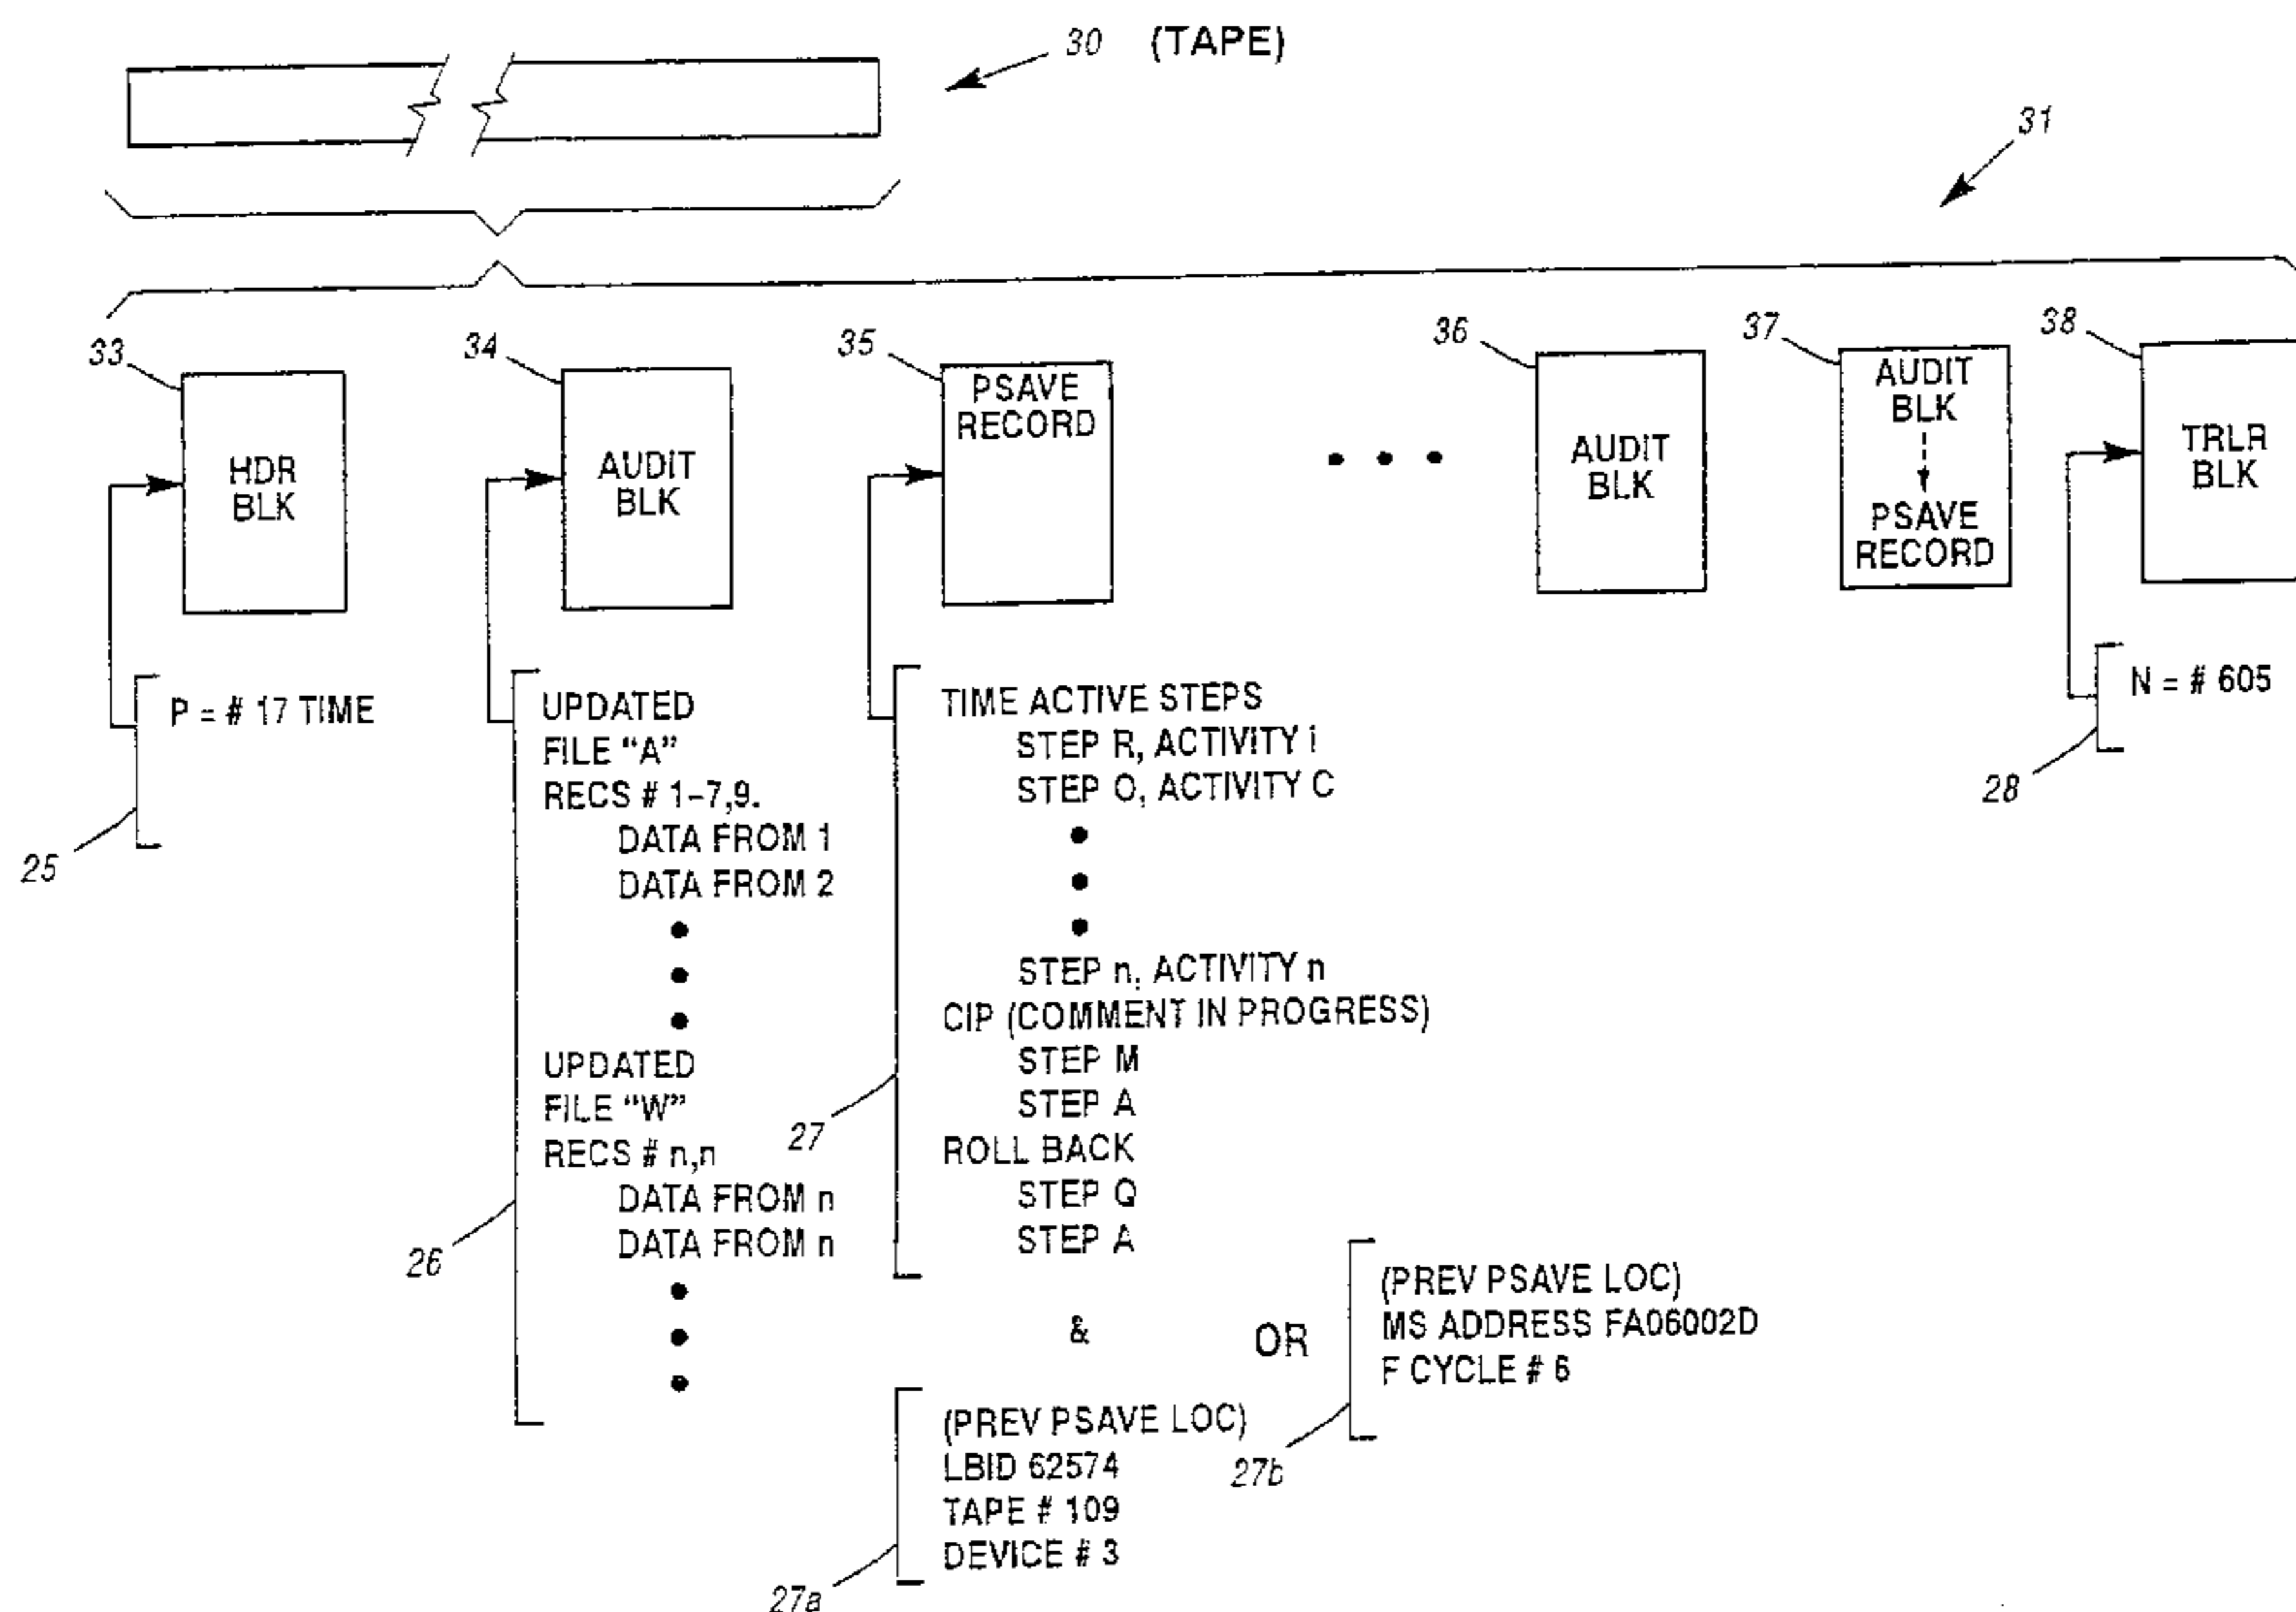 30 (TAPE)
31
33
34
35
36
37
38
HDR
BLK
AUDIT
BLK
PSAVE
RECORD
• • •
AUDIT
BLK
AUDIT
BLK
PSAVE
RECORD
TRLR
BLK
P = # 17 TIME
25
UPDATED
FILE "A"
RECS # 1-7,9.
DATA FROM 1
DATA FROM 2
•
•
•
UPDATED
FILE "W"
RECS # n,n
DATA FROM n
DATA FROM n
•
•
•
26
TIME ACTIVE STEPS
STEP R, ACTIVITY i
STEP O, ACTIVITY C
•
•
•
STEP n, ACTIVITY n
CIP (COMMENT IN PROGRESS)
STEP M
STEP A
ROLL BACK
STEP Q
STEP A
27
&
OR
(PREV PSAVE LOC)
LBID 62574
TAPE # 109
DEVICE # 3
27a
(PREV PSAVE LOC)
MS ADDRESS FA06002D
F CYCLE # 6
27b
N = # 605
28